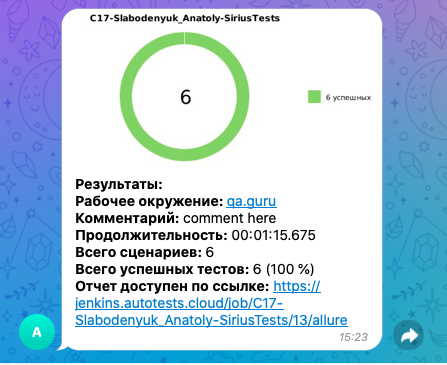 C17-Slabodenyuk_Anatoly-SiriusTests
6
6 успешных
Результаты:
Рабочее окружение: qa.guru
Комментарий: comment here
Продолжительность: 00:01:15.675
Всего сценариев: 6
Всего успешных тестов: 6 (100 %)
Отчет доступен по ссылке: https://
jenkins.autotests.cloud/job/C17-
Slabodenyuk_Anatoly-SiriusTests/13/allure
15:23
A